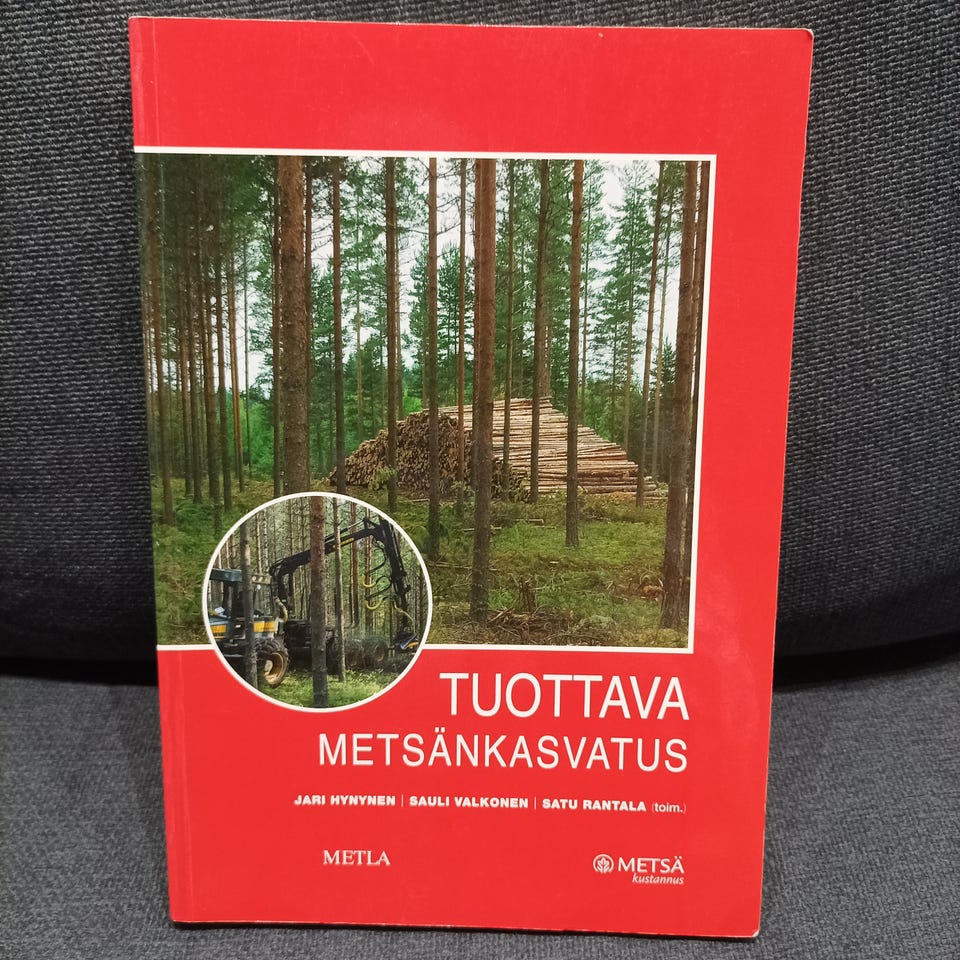 TUOTTAVA
METSÄNKASVATUS
JARI HYNYNEN | SAULI VALKONEN | SATU RANTALA (toim.)
METLA
METSÄ
kustannus